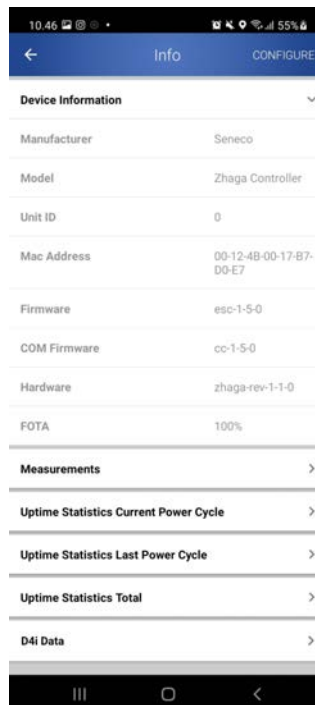 10.46 55%
Info CONFIGURE
Device Information
Manufacturer Seneco
Model Zhaga Controller
Unit ID 0
Mac Address 00-12-4B-00-17-B7-
D0-E7
Firmware esc-1-5-0
COM Firmware cc-1-5-0
Hardware zhaga-rev-1-1-0
FOTA 100%
Measurements
Uptime Statistics Current Power Cycle
Uptime Statistics Last Power Cycle
Uptime Statistics Total
D4i Data